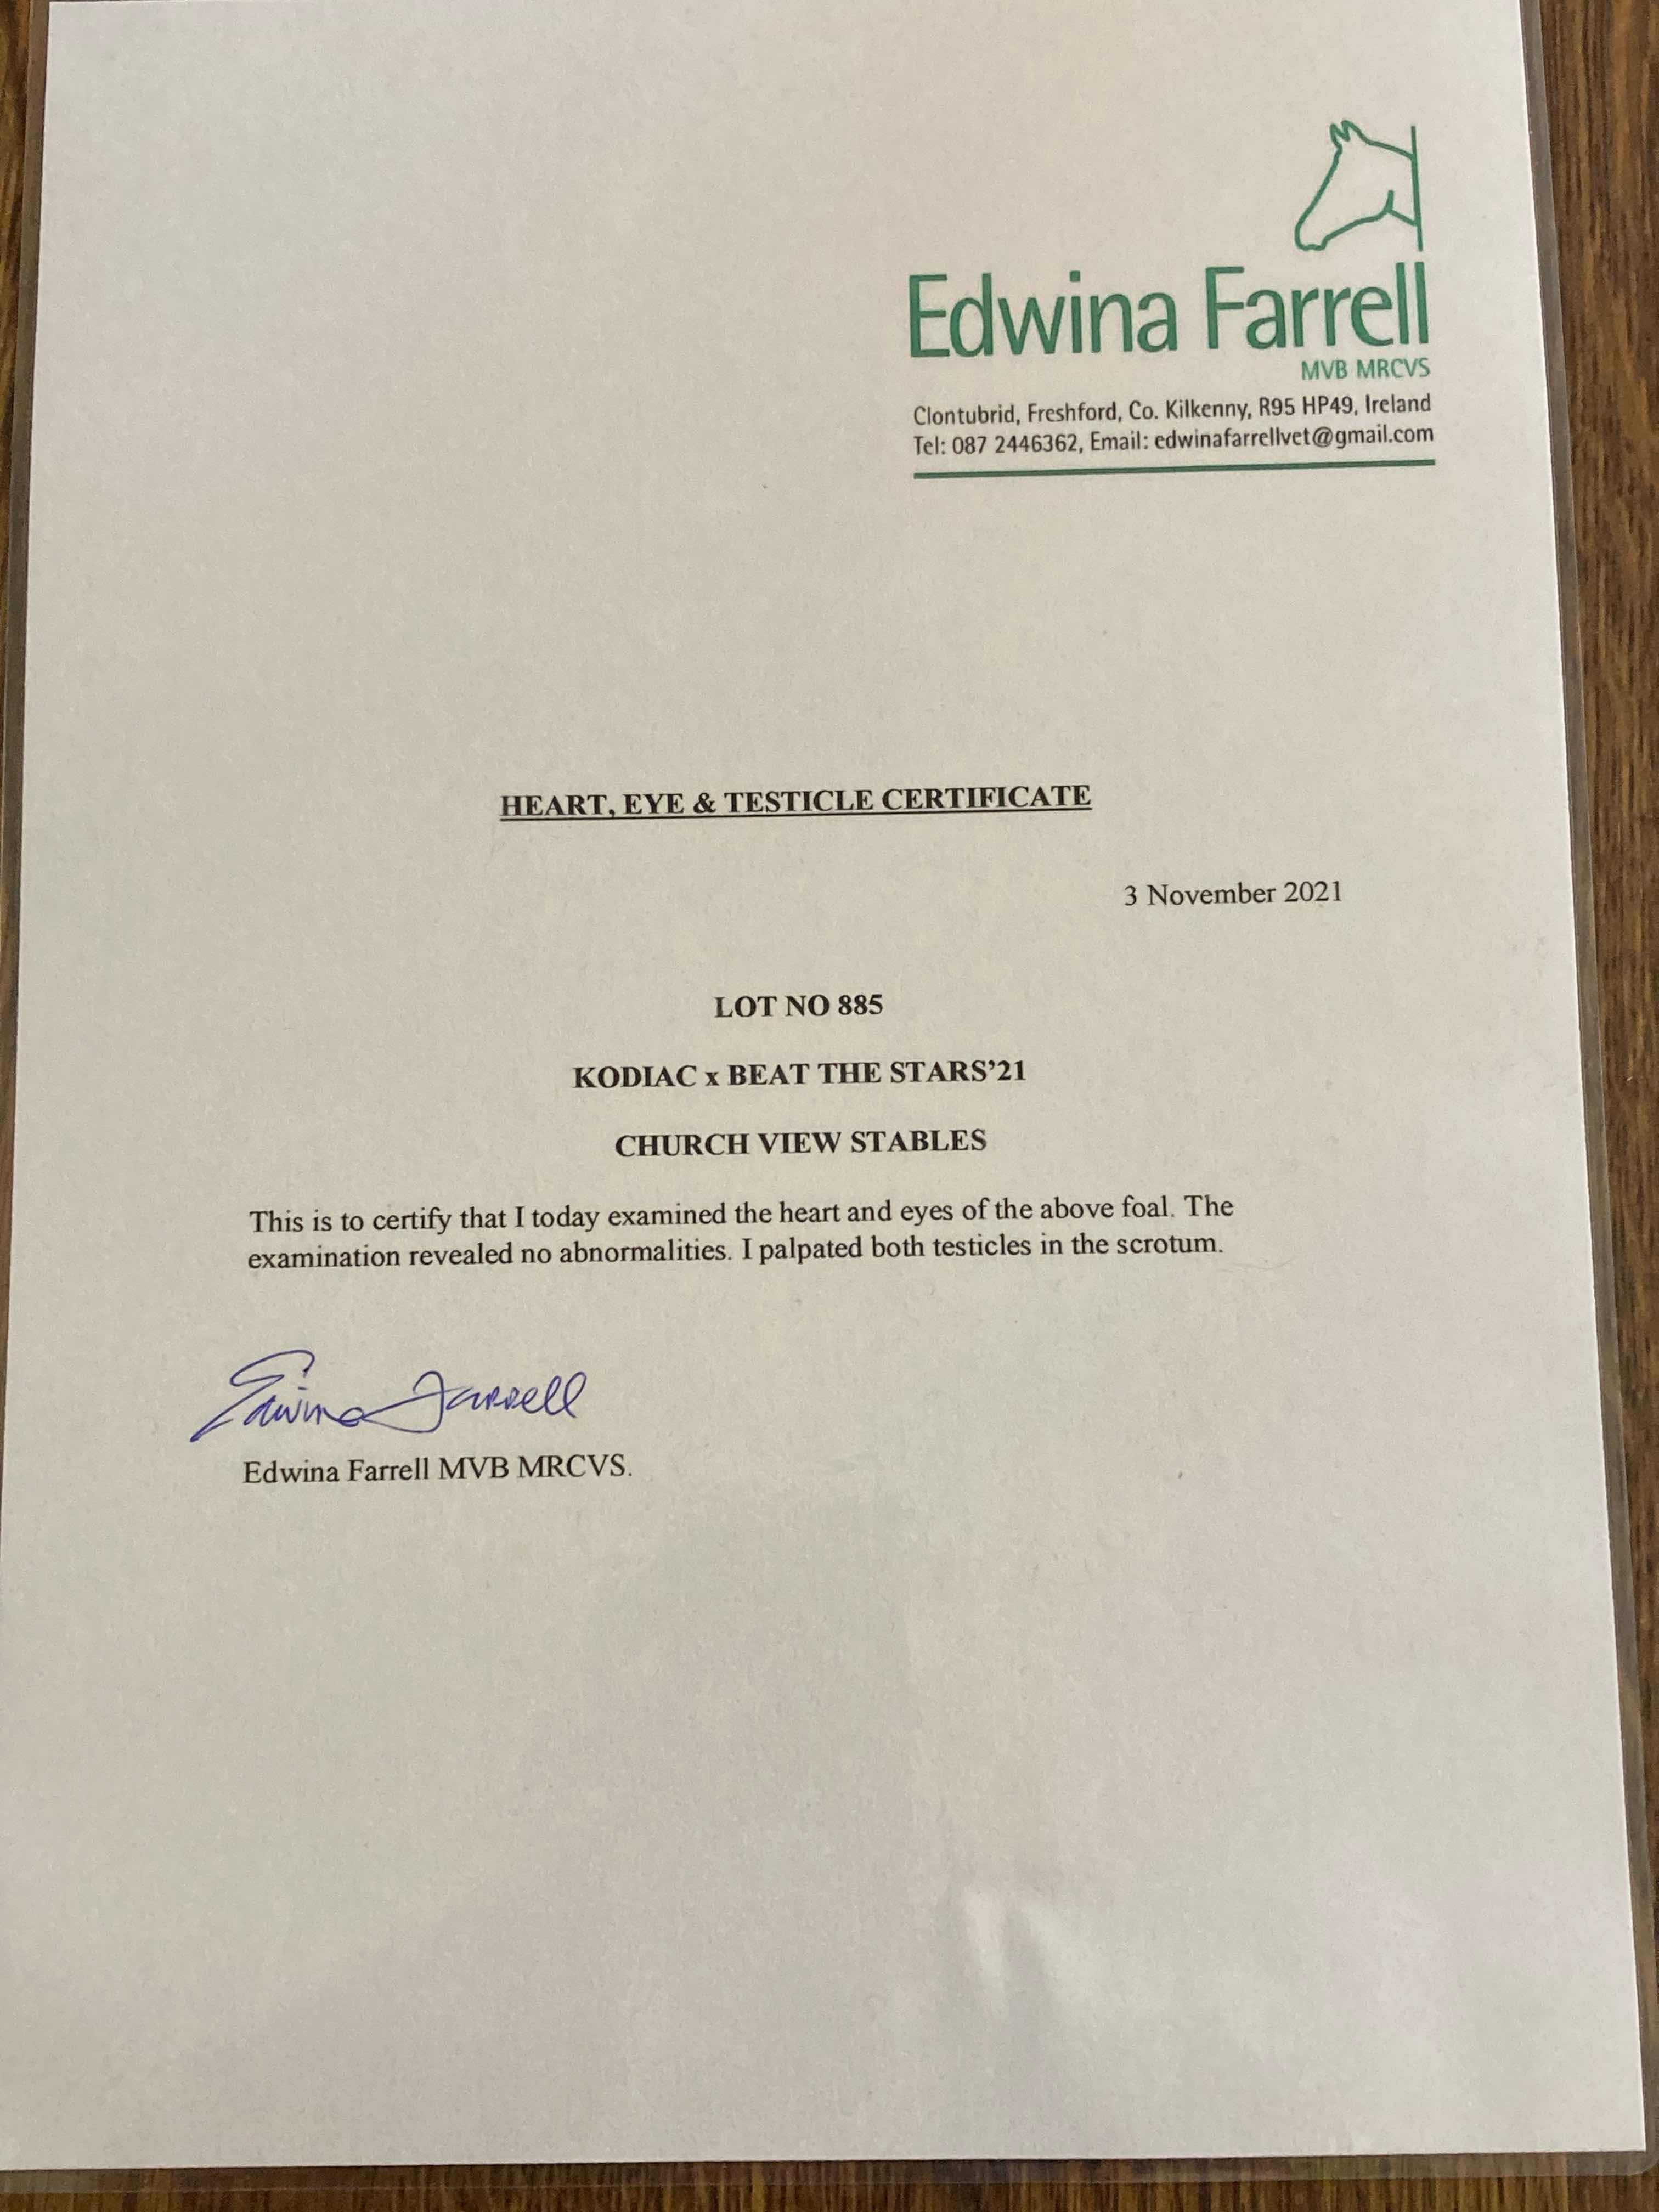 Edwina Farrell
MVB MRCVS
Clontubrid, Freshford, Co. Kilkenny, R95 HP49, Ireland
Tel: 087 2446362, Email: edwinafarrellvet@gmail.com
HEART, EYE & TESTICLE CERTIFICATE
3 November 2021
LOT NO 885
KODIAC x BEAT THE STARS’21
CHURCH VIEW STABLES
This is to certify that I today examined the heart and eyes of the above foal. The
examination revealed no abnormalities. I palpated both testicles in the scrotum.
Edwina Farrell
Edwina Farrell MVB MRCVS.